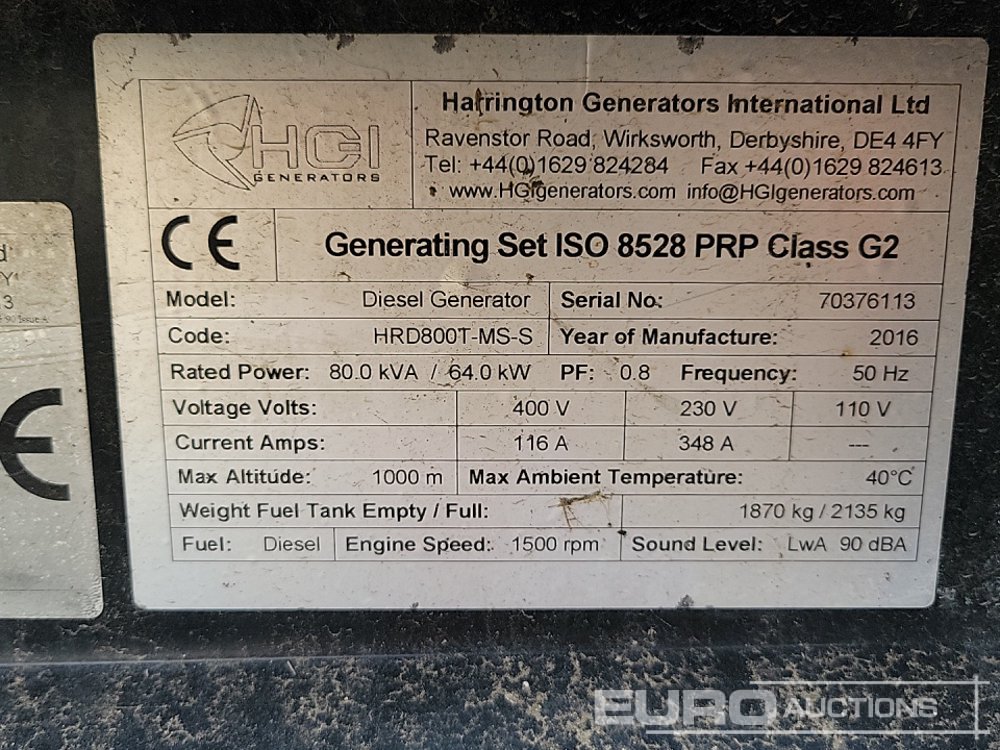 HGI
GENERATORS
Harrington Generators International Ltd
Ravenstor Road, Wirksworth, Derbyshire, DE4 4FY
Tel: +44(0)1629 824284 Fax +44(0)1629 824613
www.HGIgenerators.com info@HGIgenerators.com
CE Generating Set ISO 8528 PRP Class G2
Model: Diesel Generator Serial No: 70376113
Code: HRD800T-MS-S Year of Manufacture: 2016
Rated Power: 80.0 kVA / 64.0 kW PF: 0.8 Frequency: 50 Hz
Voltage Volts: 400 V 230 V 110 V
Current Amps: 116 A 348 A ---
Max Altitude: 1000 m Max Ambient Temperature: 40°C
Weight Fuel Tank Empty / Full: 1870 kg / 2135 kg
Fuel: Diesel Engine Speed: 1500 rpm Sound Level: LwA 90 dBA
CE
EURO AUCTIONS